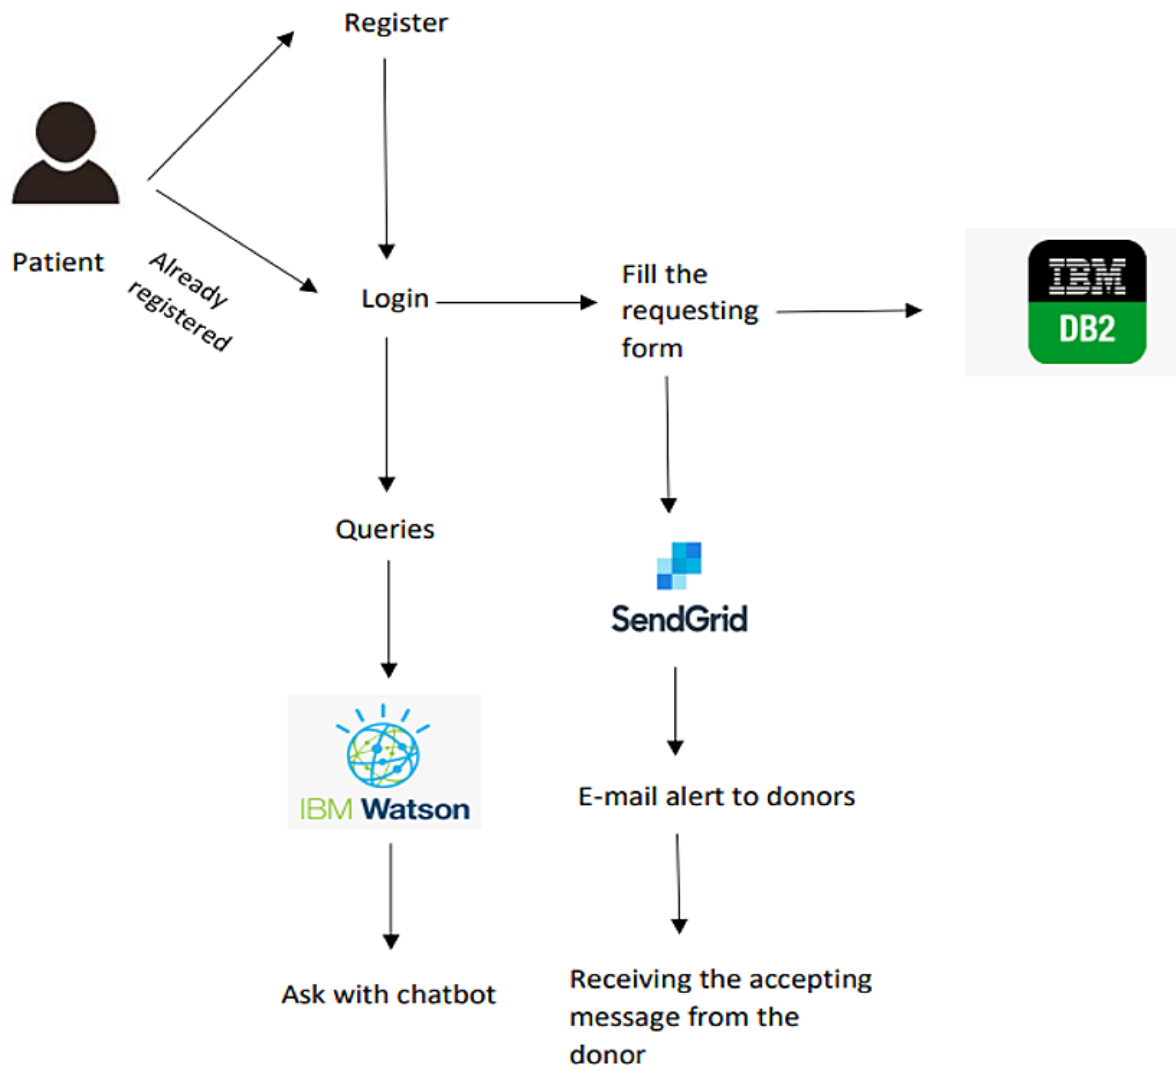 Register
Patient
Already
registered
Login
Fill the
requesting
form
IBM
DB2
Queries
SendGrid
IBM Watson
E-mail alert to donors
Ask with chatbot
Receiving the accepting
message from the
donor